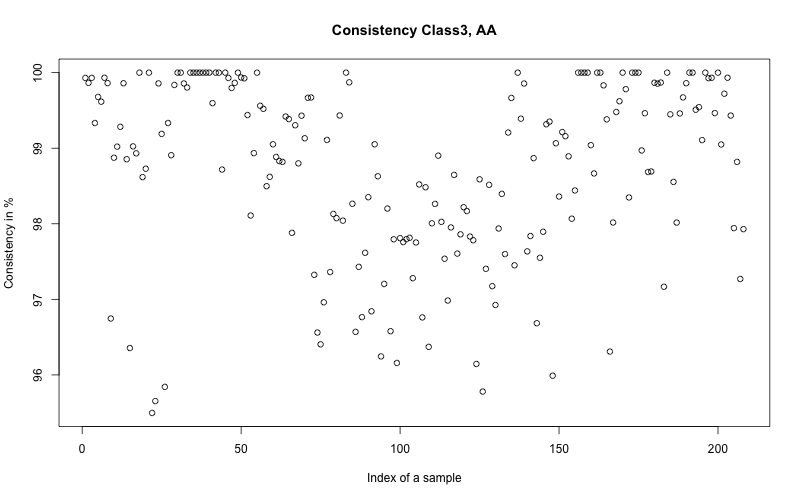 Consistency Class3, AA
Consistency in %
100
99
98
97
96
0 50 100 150 200
Index of a sample